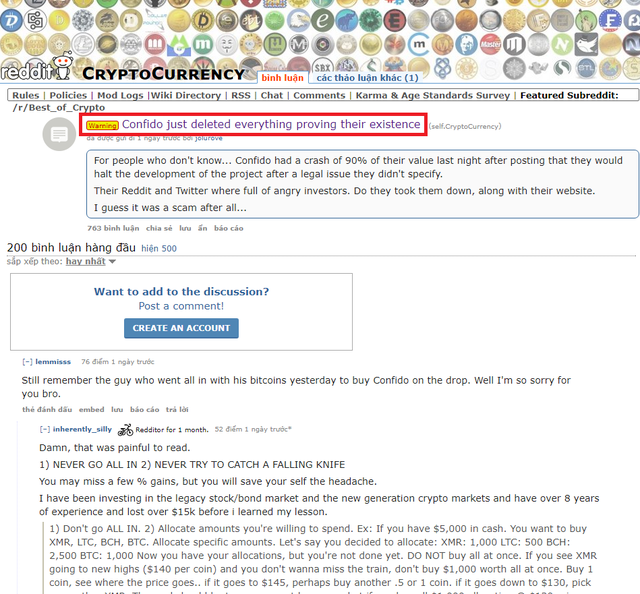 reddit CRYPTOCURRENCY bình luận các thảo luận khác (1)
Rules | Policies | Mod Logs |Wiki Directory | RSS | Chat | Comments | Karma & Age Standards Survey | Featured Subreddit:
/r/Best_of_Crypto
Warning Confido just deleted everything proving their existence (self.CryptoCurrency)
đã được gửi đi 1 ngày trước bởi jolurove
For people who don't know... Confido had a crash of 90% of their value last night after posting that they would
halt the development of the project after a legal issue they didn't specify.
Their Reddit and Twitter where full of angry investors. Do they took them down, along with their website.
I guess it was a scam after all...
763 bình luận chia sẻ lưu ẩn báo cáo
200 bình luận hàng đầu hiện 500
sắp xếp theo: hay nhất
Want to add to the discussion?
Post a comment!
CREATE AN ACCOUNT
[–] lemmisss 76 điểm 1 ngày trước
Still remember the guy who went all in with his bitcoins yesterday to buy Confido on the drop. Well I'm so sorry for
you bro.
thẻ đánh dấu embed lưu báo cáo trả lời
[–] inherently_silly Redditor for 1 month. 52 điểm 1 ngày trước*
Damn, that was painful to read.
1) NEVER GO ALL IN 2) NEVER TRY TO CATCH A FALLING KNIFE
You may miss a few % gains, but you will save your self the headache.
I have been investing in the legacy stock/bond market and the new generation crypto markets and have over 8 years
of experience and lost over $15k before i learned my lesson.
1) Don't go ALL IN. 2) Allocate amounts you're willing to spend. Ex: If you have $5,000 in cash. You want to buy
XMR, LTC, BCH, BTC. Allocate specific amounts. Let's say you decided to allocate: XMR: 1,000 LTC: 500 BCH:
2,500 BTC: 1,000 Now you have your allocations, but you're not done yet. DO NOT buy all at once. If you see XMR
going to new highs ($140 per coin) and you don't wanna miss the train, don't buy $1,000 worth all at once. Buy 1
coin, see where the price goes.. if it goes to $145, perhaps buy another .5 or 1 coin. if it goes down to $130, pick